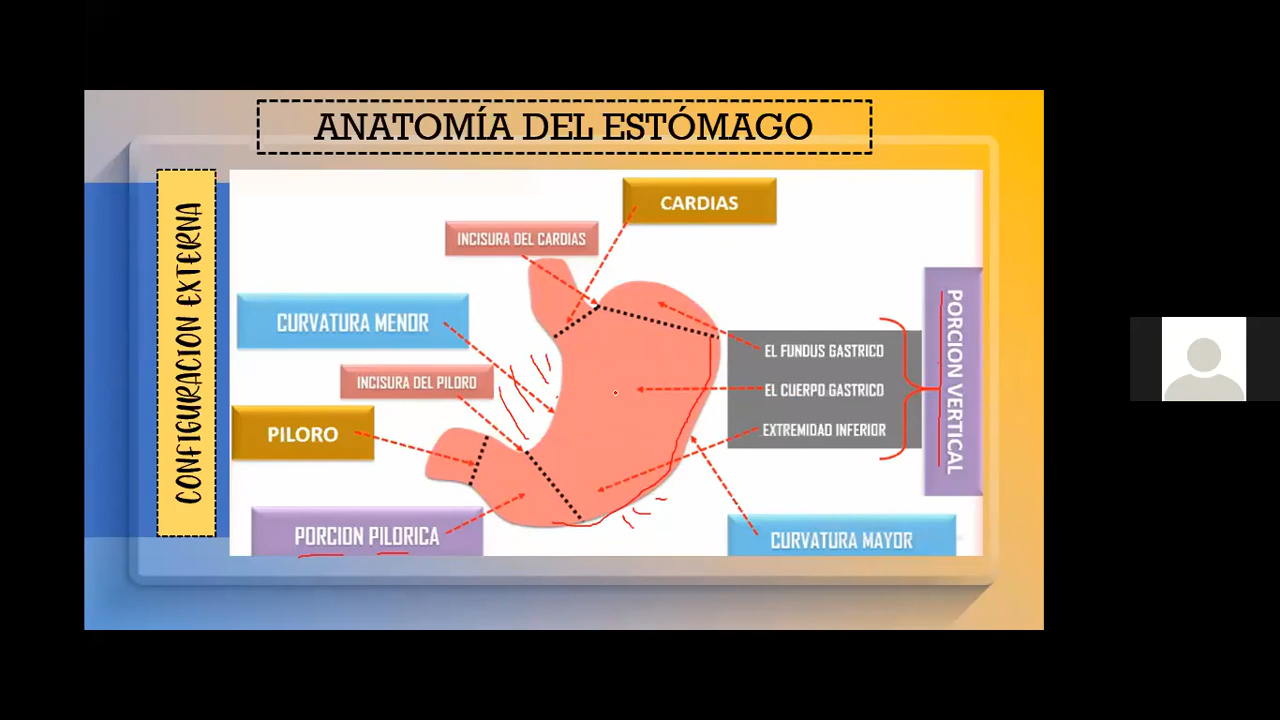 ANATOMÍA DEL ESTÓMAGO
CONFIGURACION EXTERNA
CARDIAS
INCISURA DEL CARDIAS
CURVATURA MENOR
INCISURA DEL PILORO
PILORO
PORCION PILORICA
EL FUNDUS GASTRICO
EL CUERPO GASTRICO
EXTREMIDAD INFERIOR
PORCION VERTICAL
CURVATURA MAYOR